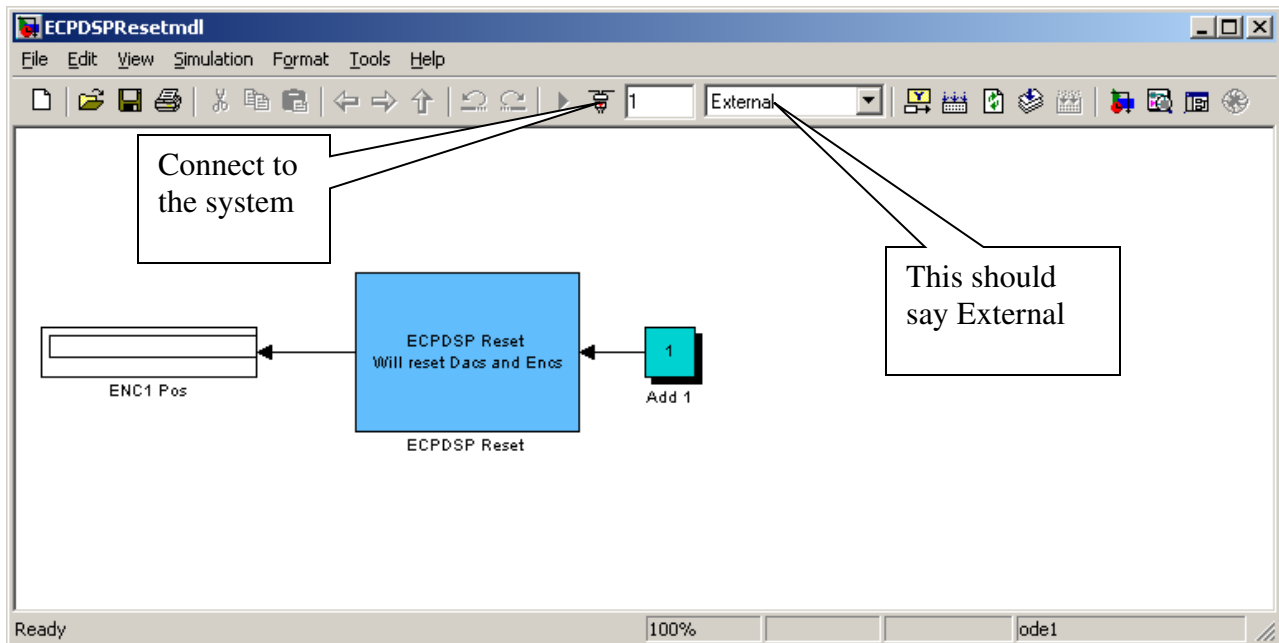 ECPDSPResetmdl
File Edit View Simulation Format Tools Help
1 External
Connect to
the system
This should
say External
ECPDSP Reset
Will reset Dacs and Encs
1
ENC1 Pos
Add 1
ECPDSP Reset
Ready 100% ode1